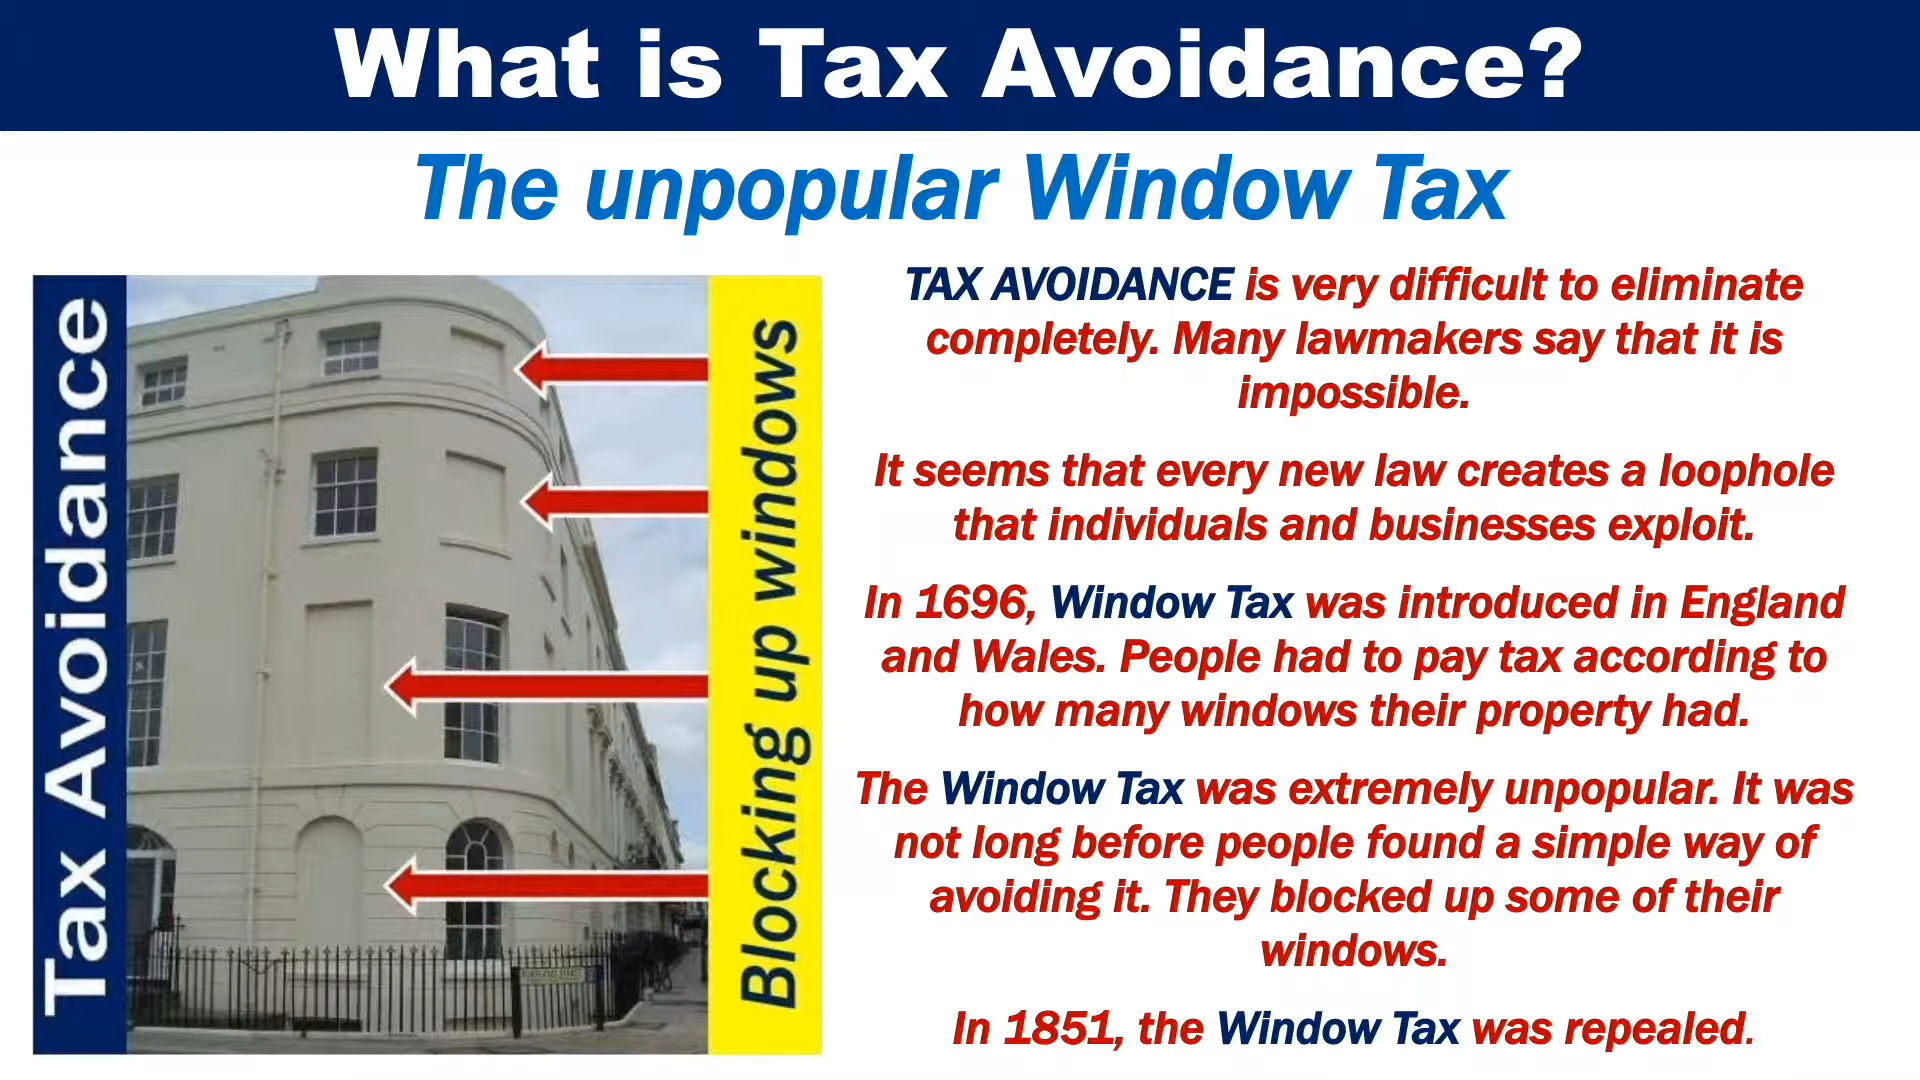 What is Tax Avoidance?
The unpopular Window Tax
Tax Avoidance
Blocking up windows
TAX AVOIDANCE is very difficult to eliminate
completely. Many lawmakers say that it is
impossible.
It seems that every new law creates a loophole
that individuals and businesses exploit.
In 1696, Window Tax was introduced in England
and Wales. People had to pay tax according to
how many windows their property had.
The Window Tax was extremely unpopular. It was
not long before people found a simple way of
avoiding it. They blocked up some of their
windows.
In 1851, the Window Tax was repealed.